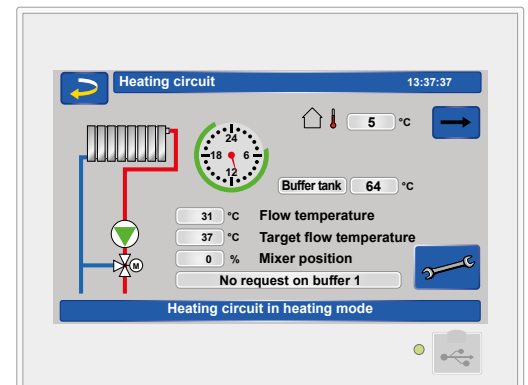 Heating circuit 13:37:37
5 °C
24
18 6
12
Buffer tank 64 °C
31 °C Flow temperature
37 °C Target flow temperature
0 % Mixer position
M
No request on buffer 1
Heating circuit in heating mode